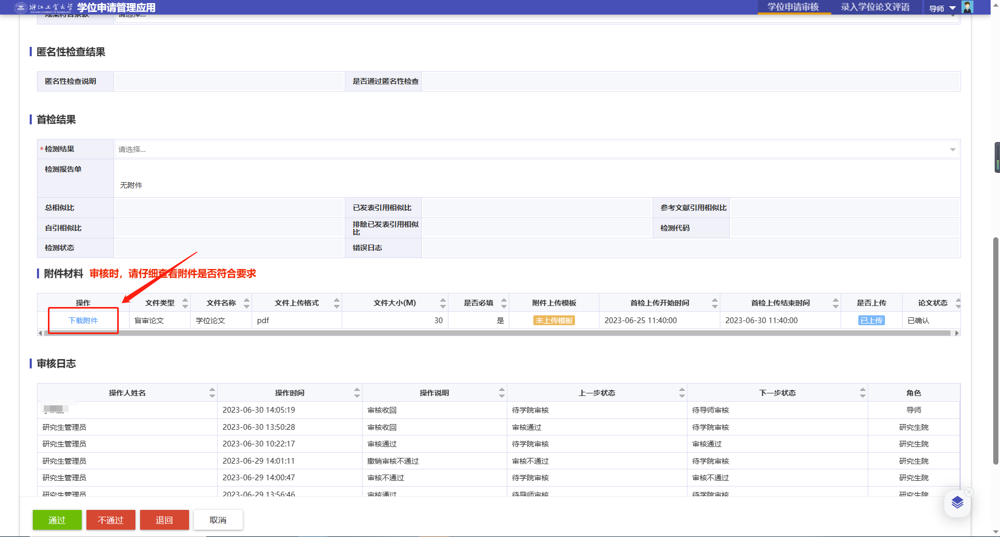 浙江工业大学 学位申请管理应用 学位申请审核 录入学位论文评语 导师
成果符合条款 请选择...
匿名性检查结果
匿名性检查说明 是否通过匿名性检查
首检结果
*检测结果 请选择...
检测报告单
无附件
总相似比 已发表引用相似比 参考文献引用相似比
自引相似比 排除已发表引用相似比 检测代码
检测状态 错误日志
附件材料 审核时，请仔细查看附件是否符合要求
操作 文件类型 文件名称 文件上传格式 文件大小(M) 是否必填 附件上传模板 首检上传开始时间 首检上传结束时间 是否上传 论文状态
下载附件 盲审论文 学位论文 pdf 30 是 未上传模板 2023-06-25 11:40:00 2023-06-30 11:40:00 已上传 已确认
审核日志
操作人姓名 操作时间 操作说明 上一步状态 下一步状态 角色
2023-06-30 14:05:19 审核收回 待学院审核 待导师审核 导师
研究生管理员 2023-06-30 13:50:28 审核收回 审核通过 待学院审核 研究生院
研究生管理员 2023-06-30 10:22:17 审核通过 待学院审核 审核通过 研究生院
研究生管理员 2023-06-29 14:01:11 撤销审核不通过 审核不通过 待学院审核 研究生院
研究生管理员 2023-06-29 14:00:47 审核不通过 待学院审核 审核不通过 研究生院
研究生管理员 2023-06-29 13:56:46 审核通过 待导师审核 待学院审核 研究生院
通过 不通过 退回 取消